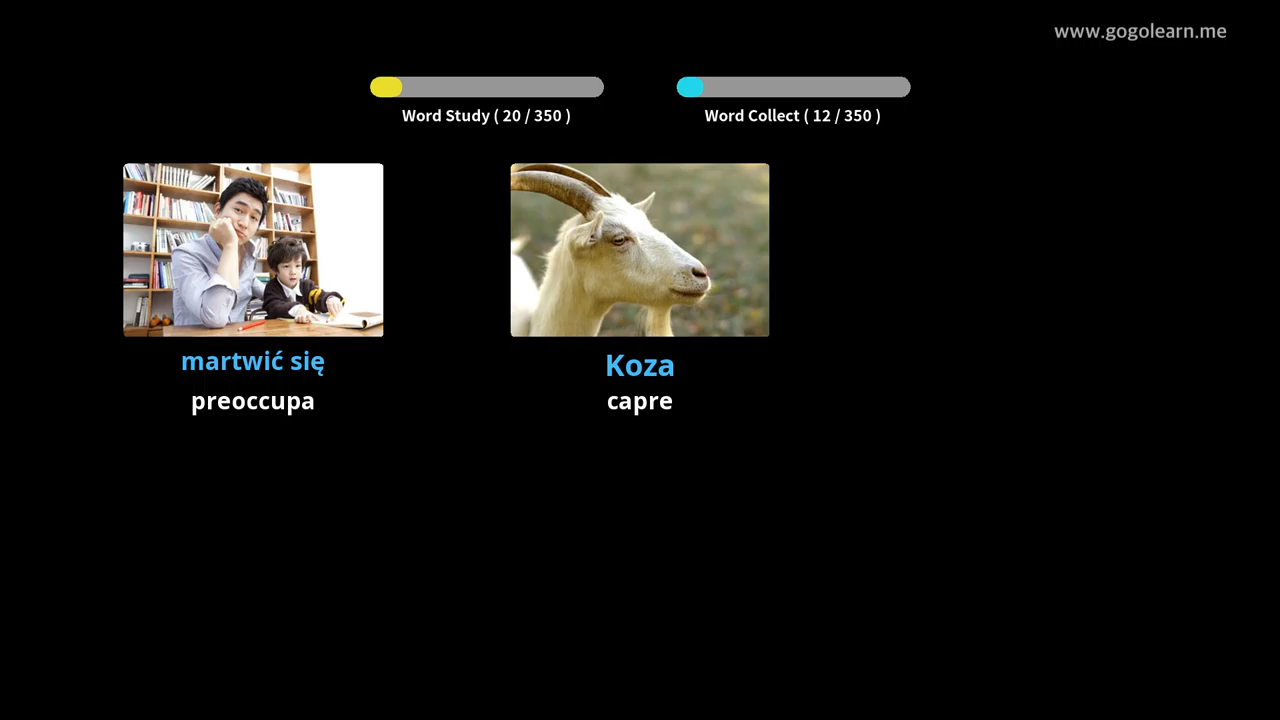 www.gogolearn.me
Word Study ( 20 / 350 )
Word Collect ( 12 / 350 )
martwić się
preoccupa
Koza
capre